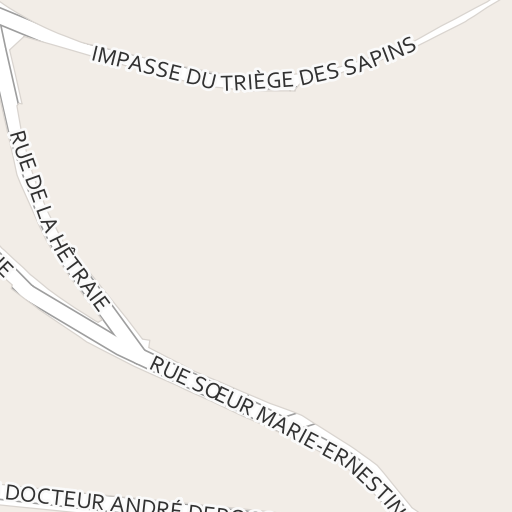 IMPASSE DU TRIÈGE DES SAPINS
RUE DE LA HÊTRAIE
RUE SŒUR MARIE-ERNESTIN
DOCTEUR ANDRÉ